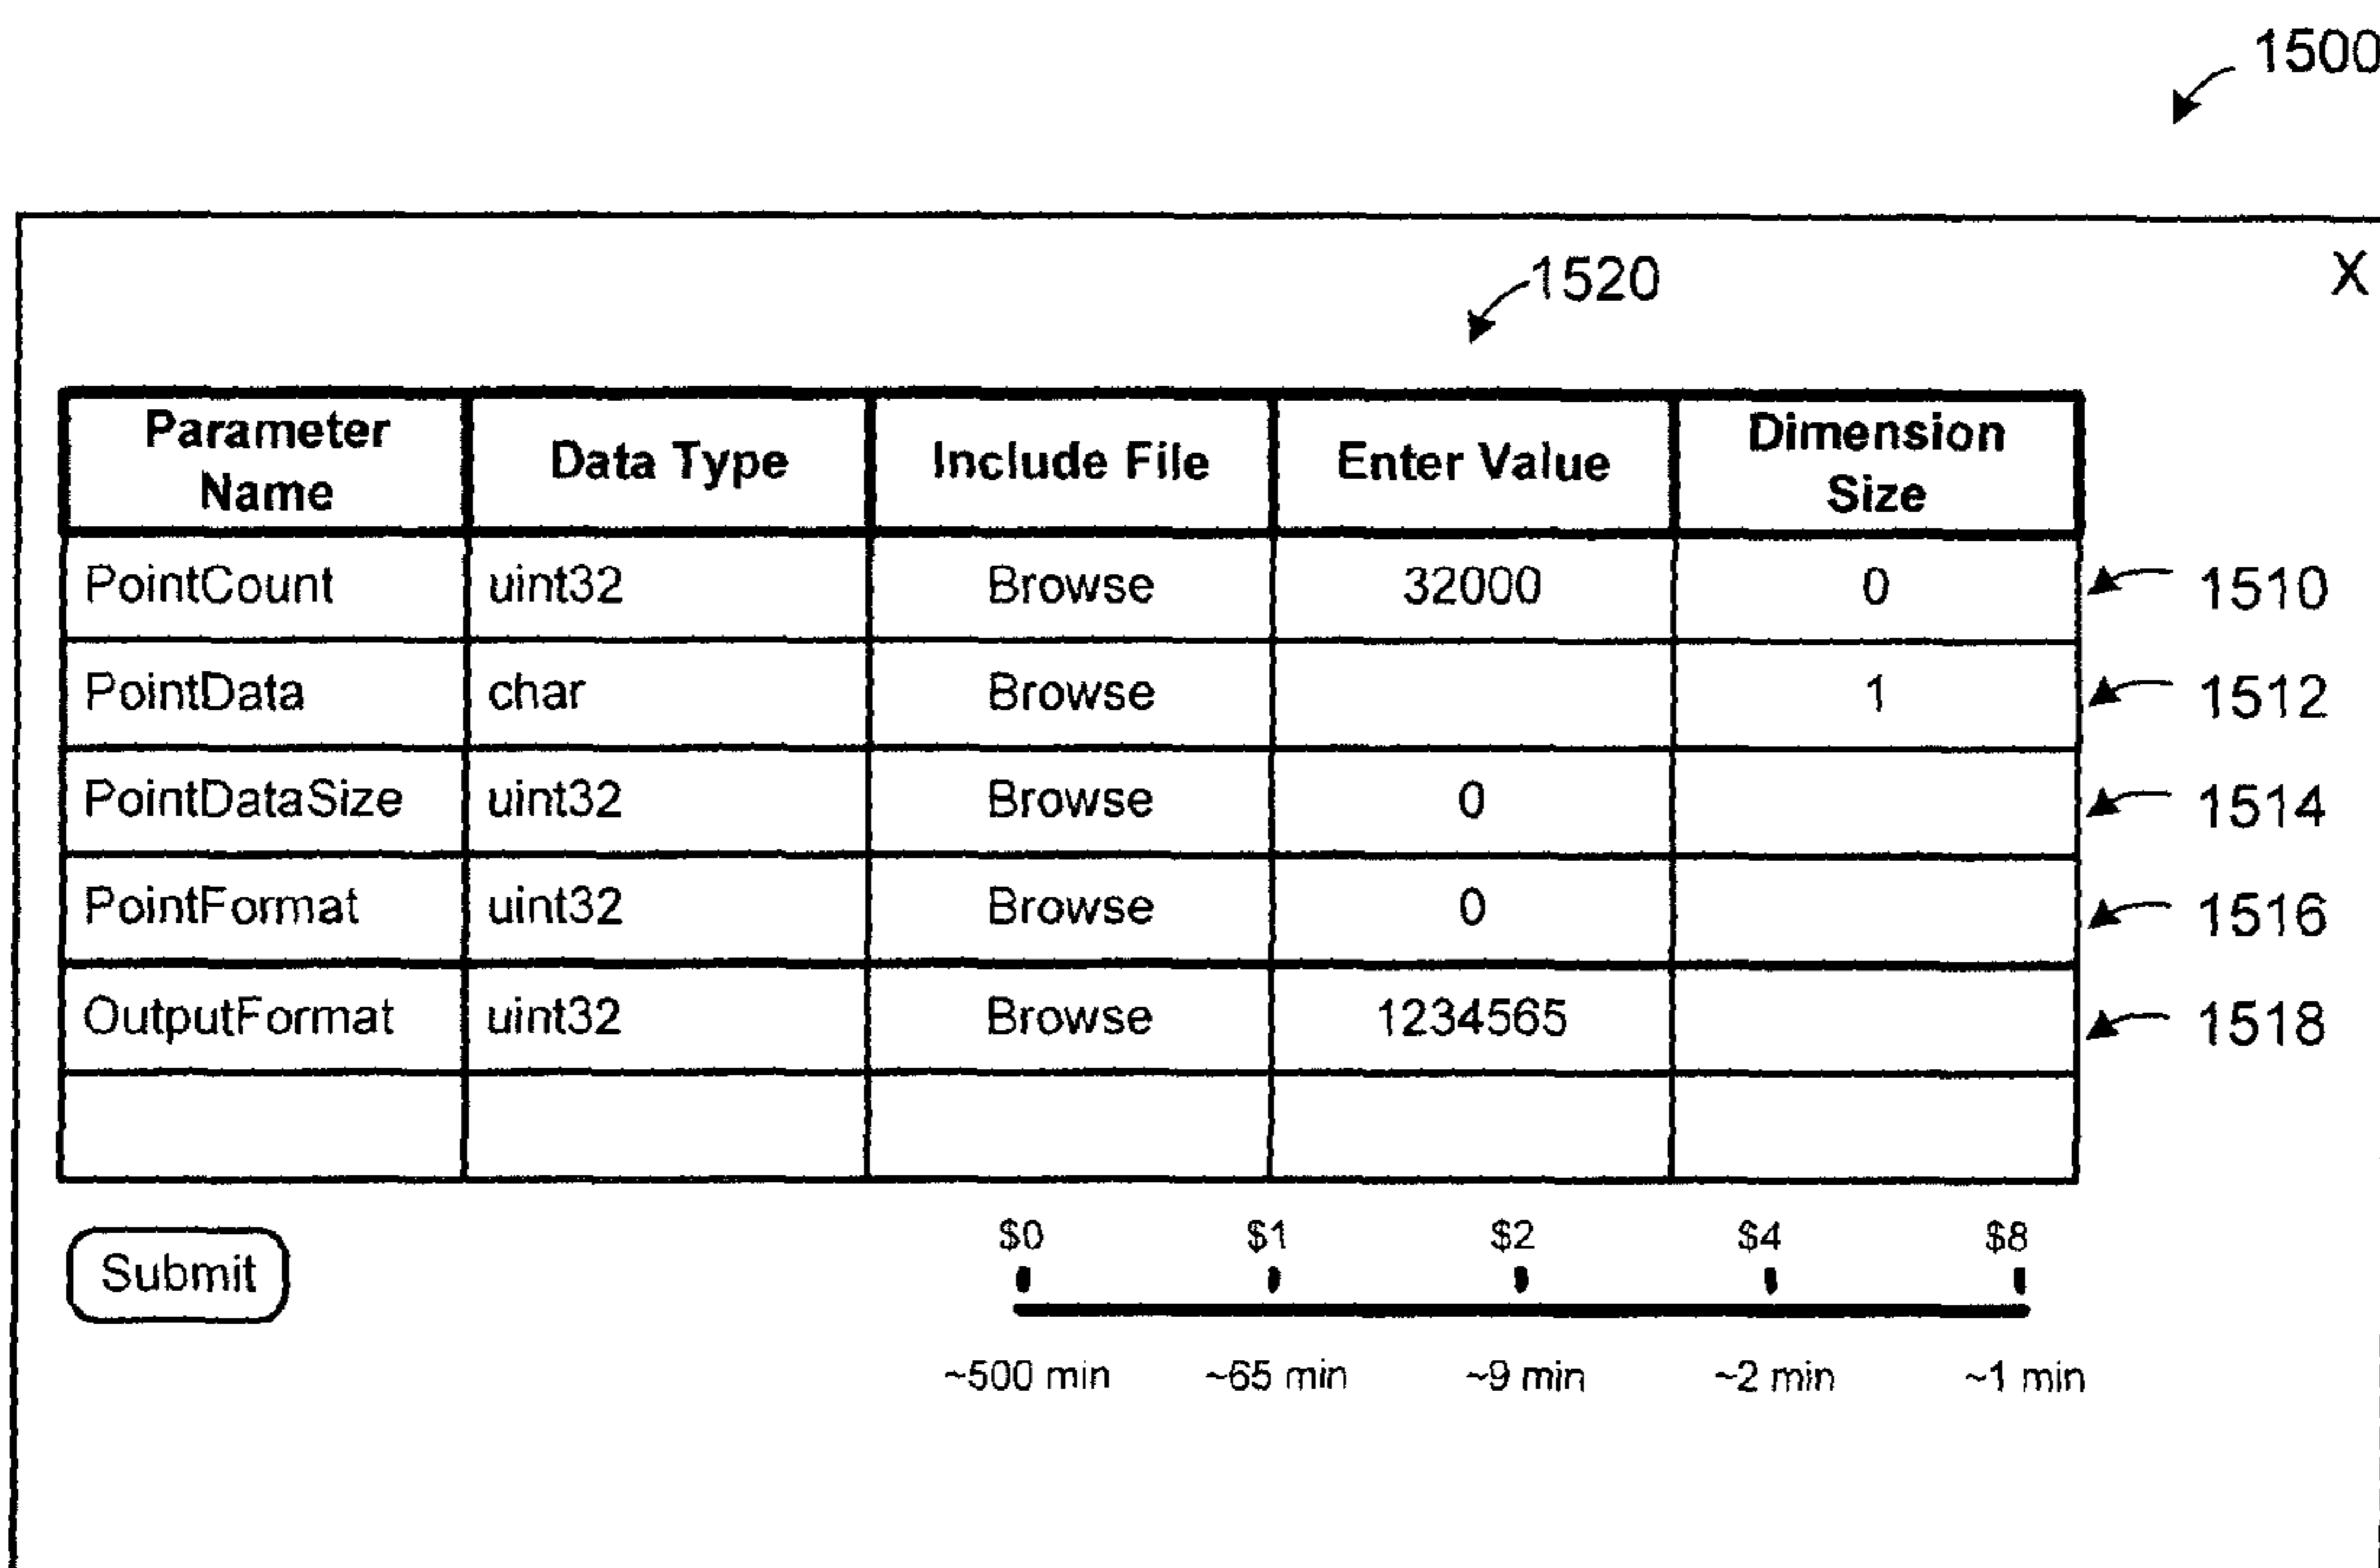 1500
1520
X
Parameter Name Data Type Include File Enter Value Dimension Size
PointCount uint32 Browse 32000 0 1510
PointData char Browse 1 1512
PointDataSize uint32 Browse 0 1514
PointFormat uint32 Browse 0 1516
OutputFormat uint32 Browse 1234565 1518
$0 $1 $2 $4 $8
Submit
~500 min ~65 min ~9 min ~2 min ~1 min